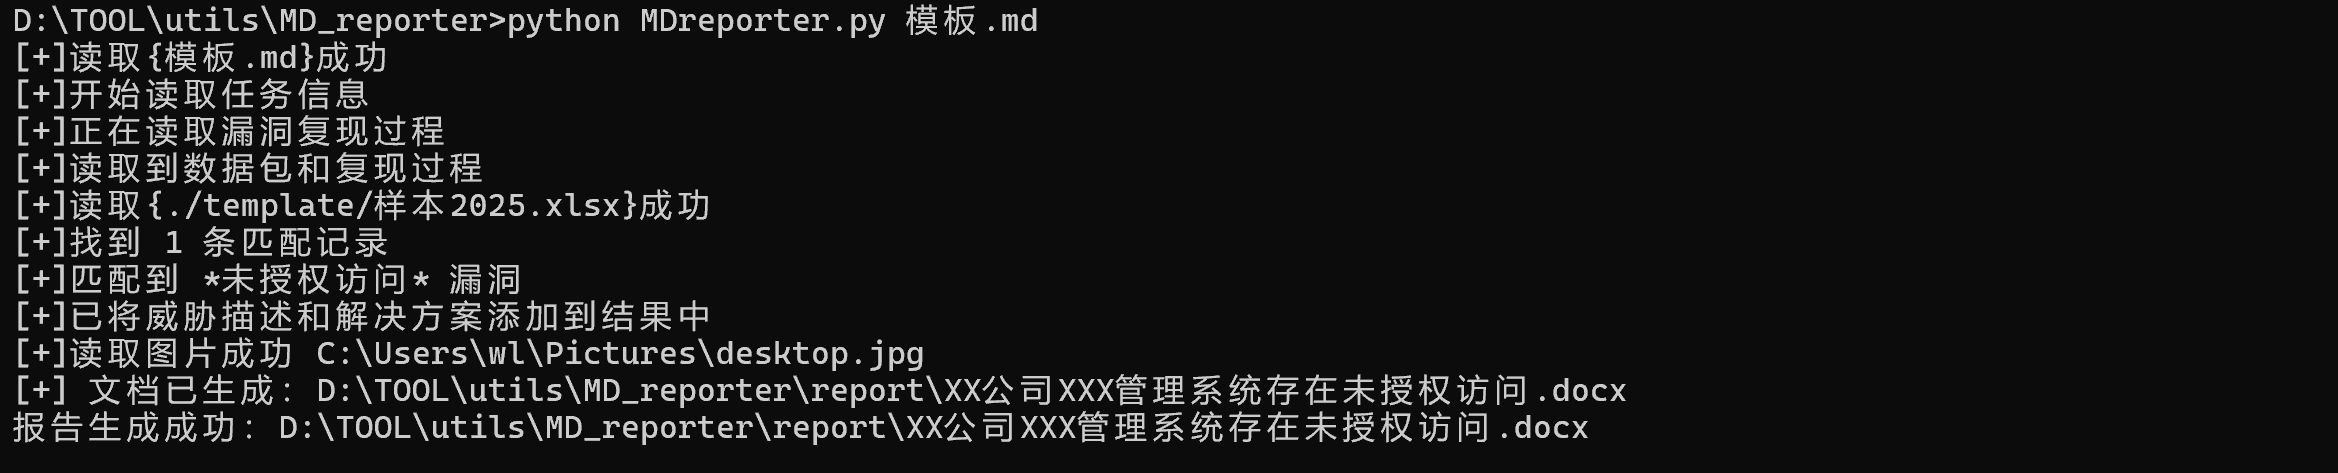 D:\TOOL\utils\MD_reporter>python MDreporter.py 模板.md
[+]读取{模板.md}成功
[+]开始读取任务信息
[+]正在读取漏洞复现过程
[+]读取到数据包和复现过程
[+]读取{./template/样本2025.xlsx}成功
[+]找到 1 条匹配记录
[+]匹配到 *未授权访问* 漏洞
[+]已将威胁描述和解决方案添加到结果中
[+]读取图片成功 C:\Users\wl\Pictures\desktop.jpg
[+] 文档已生成: D:\TOOL\utils\MD_reporter\report\XX公司XXX管理系统存在未授权访问.docx
报告生成成功: D:\TOOL\utils\MD_reporter\report\XX公司XXX管理系统存在未授权访问.docx